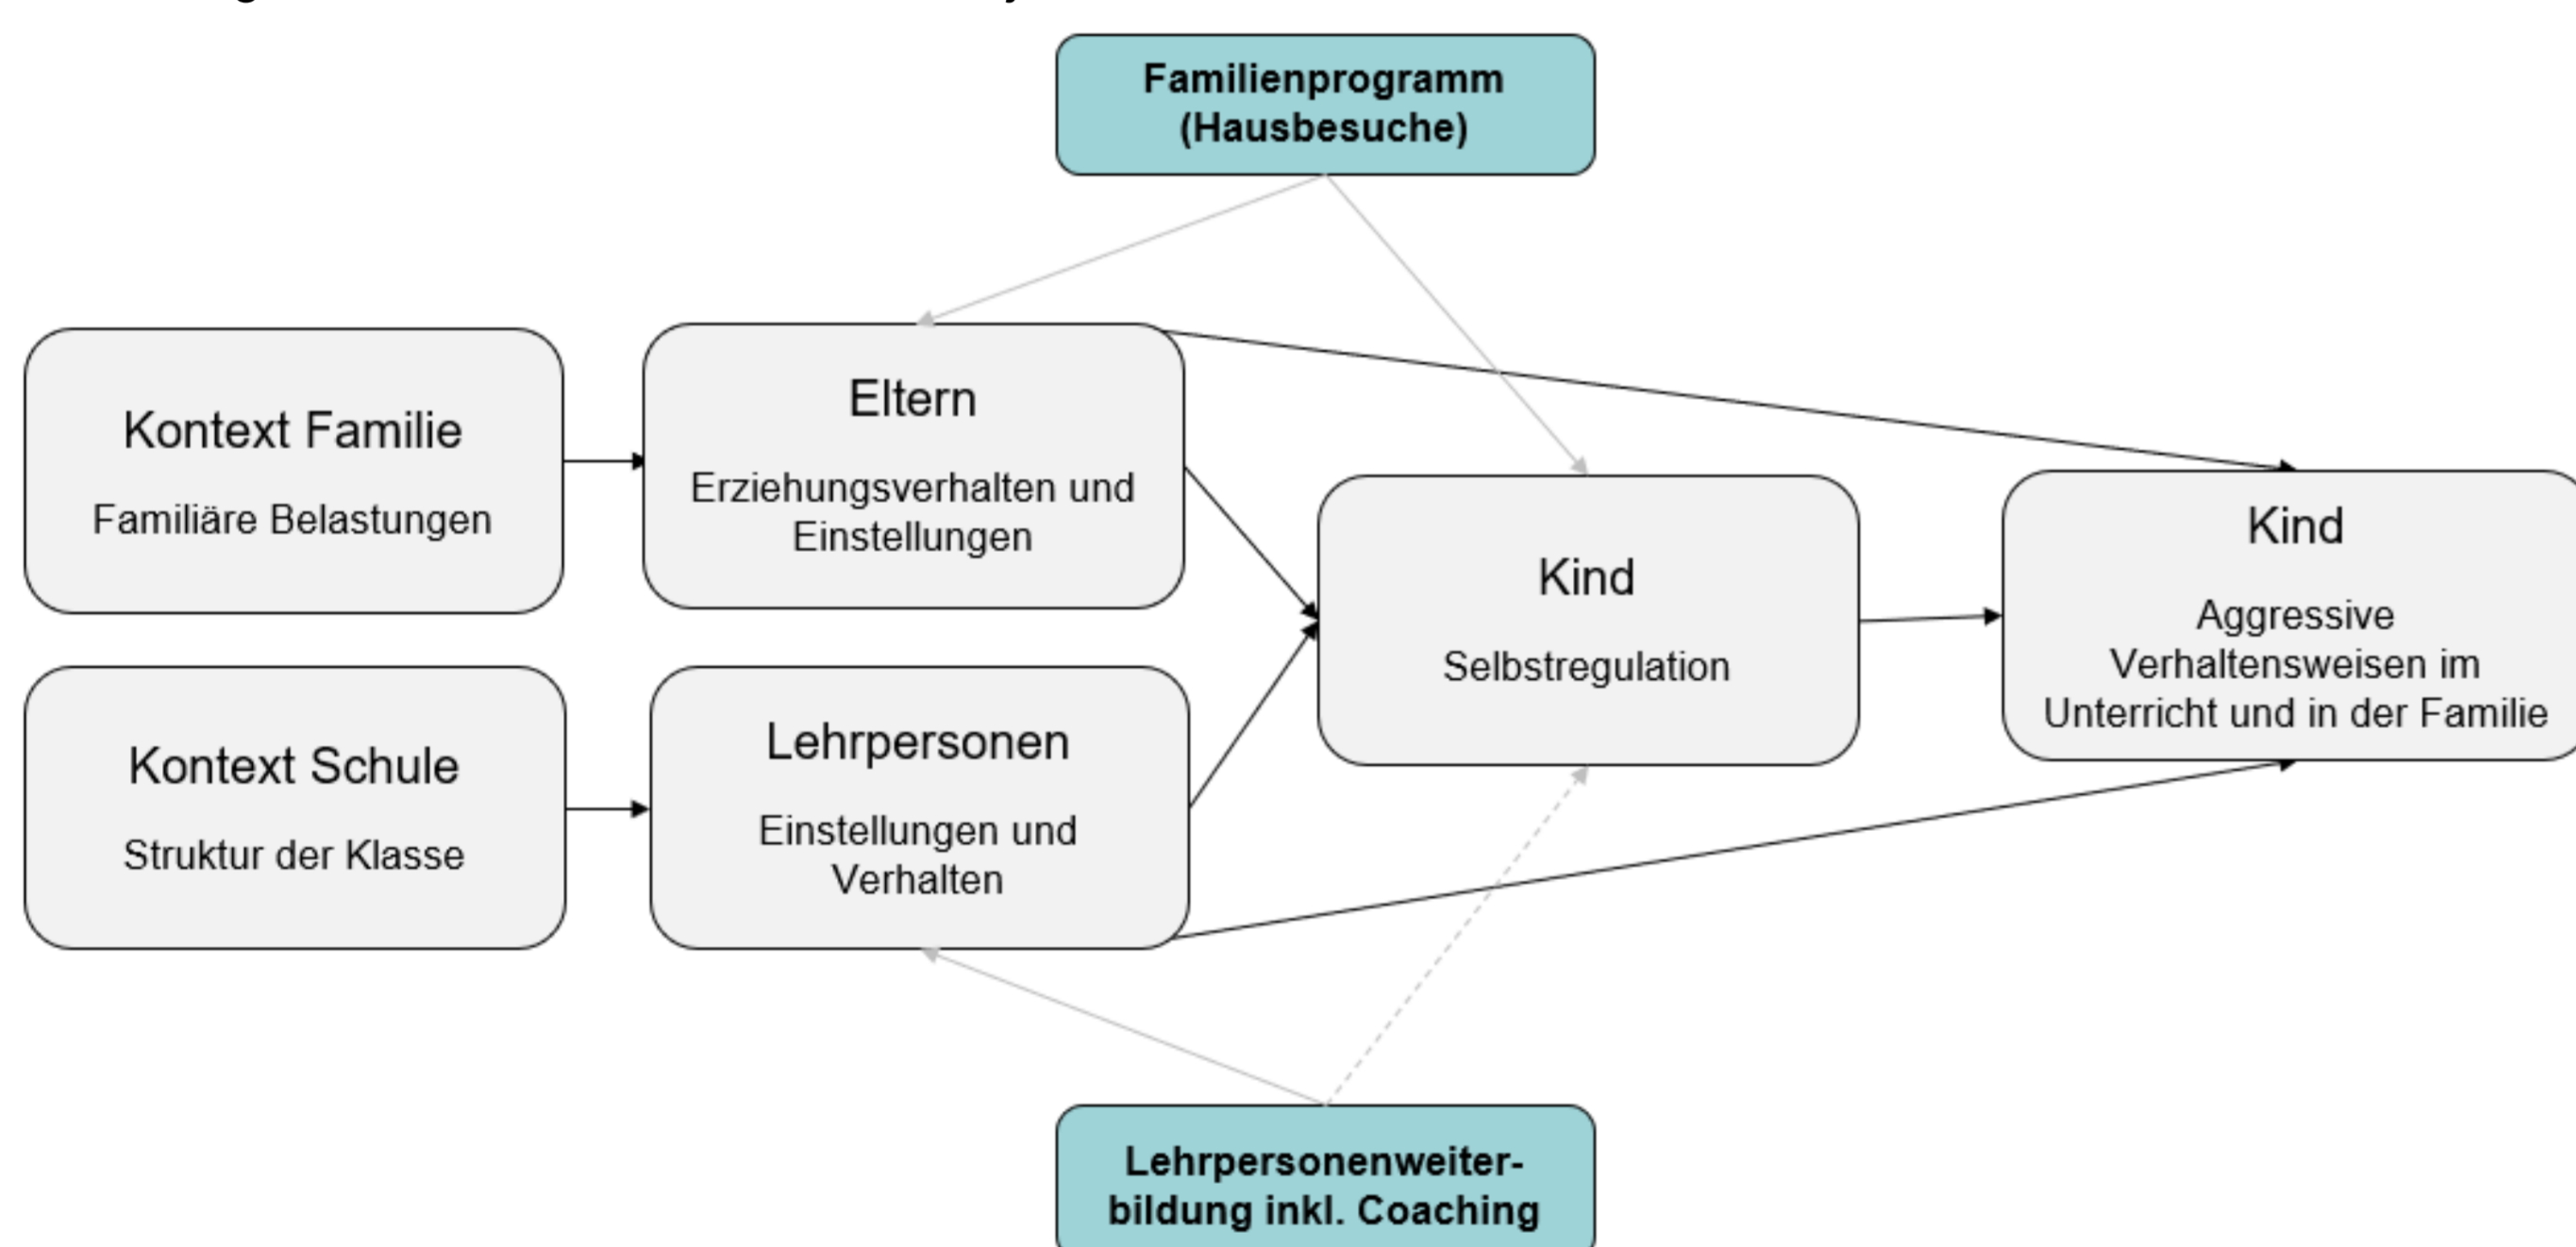 Familienprogramm
(Hausbesuche)
Kontext Familie
Familiäre Belastungen
Eltern
Erziehungsverhalten und
Einstellungen
Kind
Selbstregulation
Kind
Aggressive
Verhaltensweisen im
Unterricht und in der Familie
Kontext Schule
Struktur der Klasse
Lehrpersonen
Einstellungen und
Verhalten
Lehrpersonenweiter-
bildung inkl. Coaching